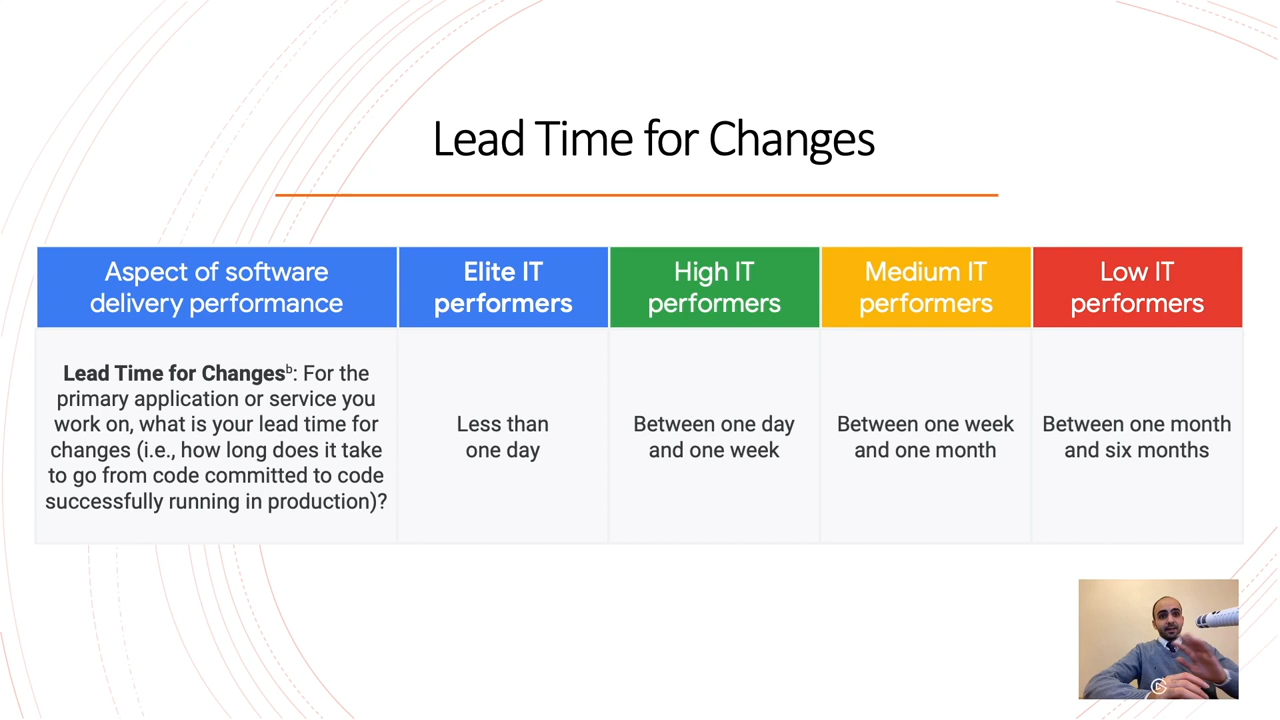 Lead Time for Changes
Aspect of software
delivery performance
Elite IT
performers
High IT
performers
Medium IT
performers
Low IT
performers
Lead Time for Changesᵇ: For the
primary application or service you
work on, what is your lead time for
changes (i.e., how long does it take
to go from code committed to code
successfully running in production)?
Less than
one day
Between one day
and one week
Between one week
and one month
Between one month
and six months